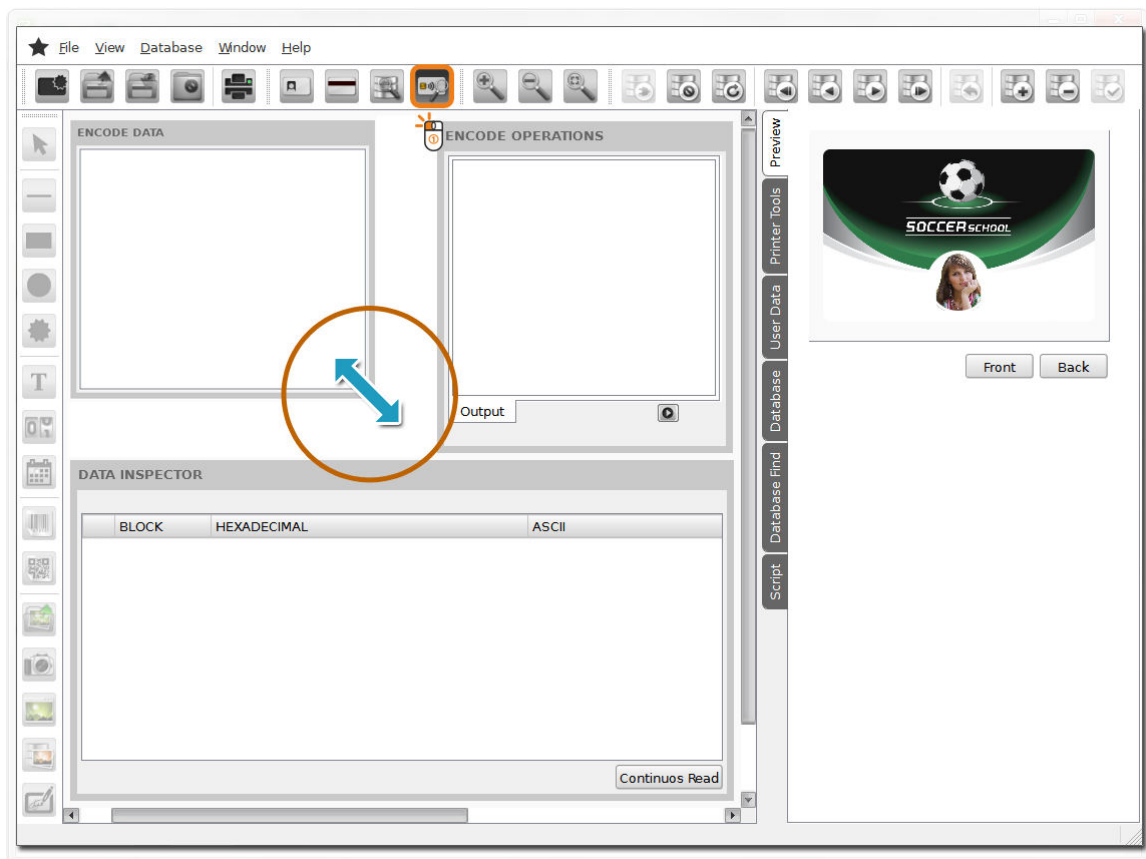 File View Database Window Help
ENCODE DATA
1
ENCODE OPERATIONS
Output
DATA INSPECTOR
BLOCK HEXADECIMAL ASCII
Continuos Read
Preview
Printer Tools
User Data
Database
Database Find
Script
SOCCER SCHOOL
Front Back